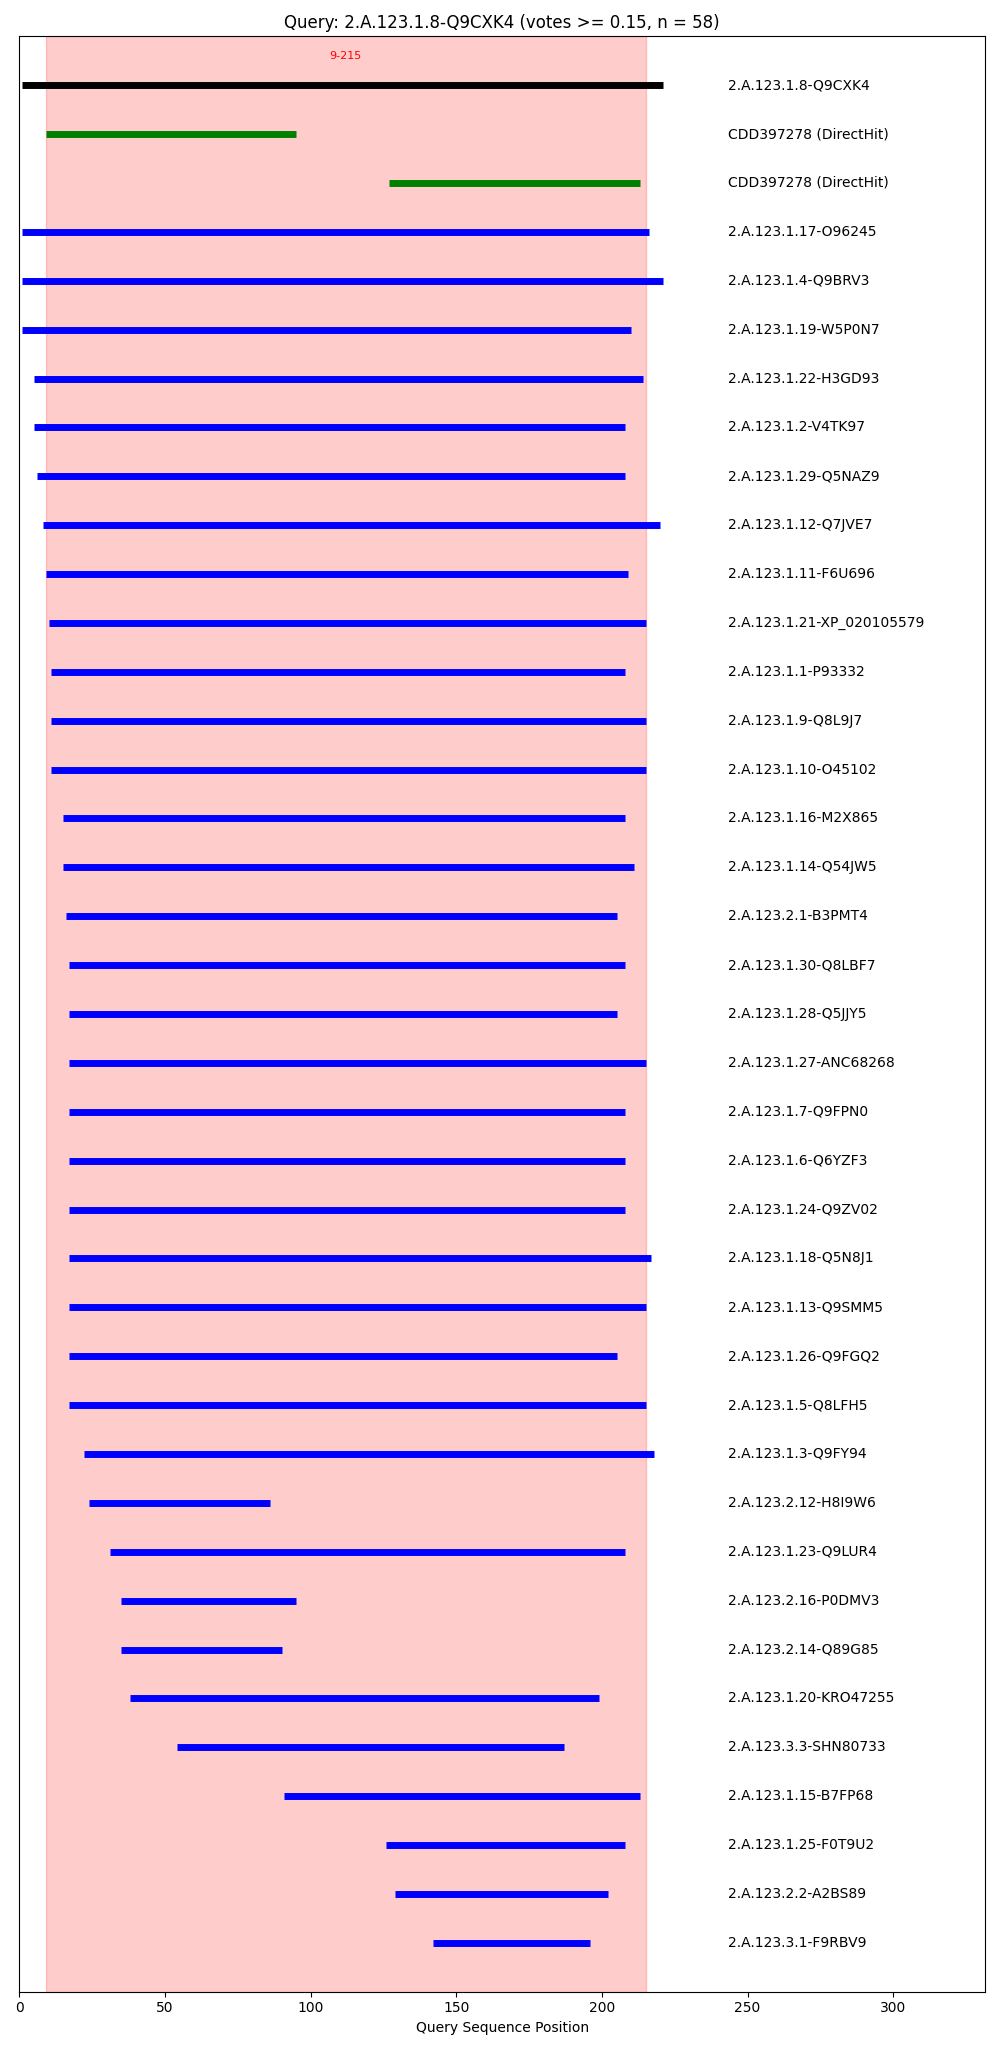 Query: 2.A.123.1.8-Q9CXK4 (votes >= 0.15, n = 58)
9-215
2.A.123.1.8-Q9CXK4
CDD397278 (DirectHit)
CDD397278 (DirectHit)
2.A.123.1.17-O96245
2.A.123.1.4-Q9BRV3
2.A.123.1.19-W5P0N7
2.A.123.1.22-H3GD93
2.A.123.1.2-V4TK97
2.A.123.1.29-Q5NAZ9
2.A.123.1.12-Q7JVE7
2.A.123.1.11-F6U696
2.A.123.1.21-XP_020105579
2.A.123.1.1-P93332
2.A.123.1.9-Q8L9J7
2.A.123.1.10-O45102
2.A.123.1.16-M2X865
2.A.123.1.14-Q54JW5
2.A.123.2.1-B3PMT4
2.A.123.1.30-Q8LBF7
2.A.123.1.28-Q5JJY5
2.A.123.1.27-ANC68268
2.A.123.1.7-Q9FPN0
2.A.123.1.6-Q6YZF3
2.A.123.1.24-Q9ZV02
2.A.123.1.18-Q5N8J1
2.A.123.1.13-Q9SMM5
2.A.123.1.26-Q9FGQ2
2.A.123.1.5-Q8LFH5
2.A.123.1.3-Q9FY94
2.A.123.2.12-H8I9W6
2.A.123.1.23-Q9LUR4
2.A.123.2.16-P0DMV3
2.A.123.2.14-Q89G85
2.A.123.1.20-KRO47255
2.A.123.3.3-SHN80733
2.A.123.1.15-B7FP68
2.A.123.1.25-F0T9U2
2.A.123.2.2-A2BS89
2.A.123.3.1-F9RBV9
0 50 100 150 200 250 300
Query Sequence Position